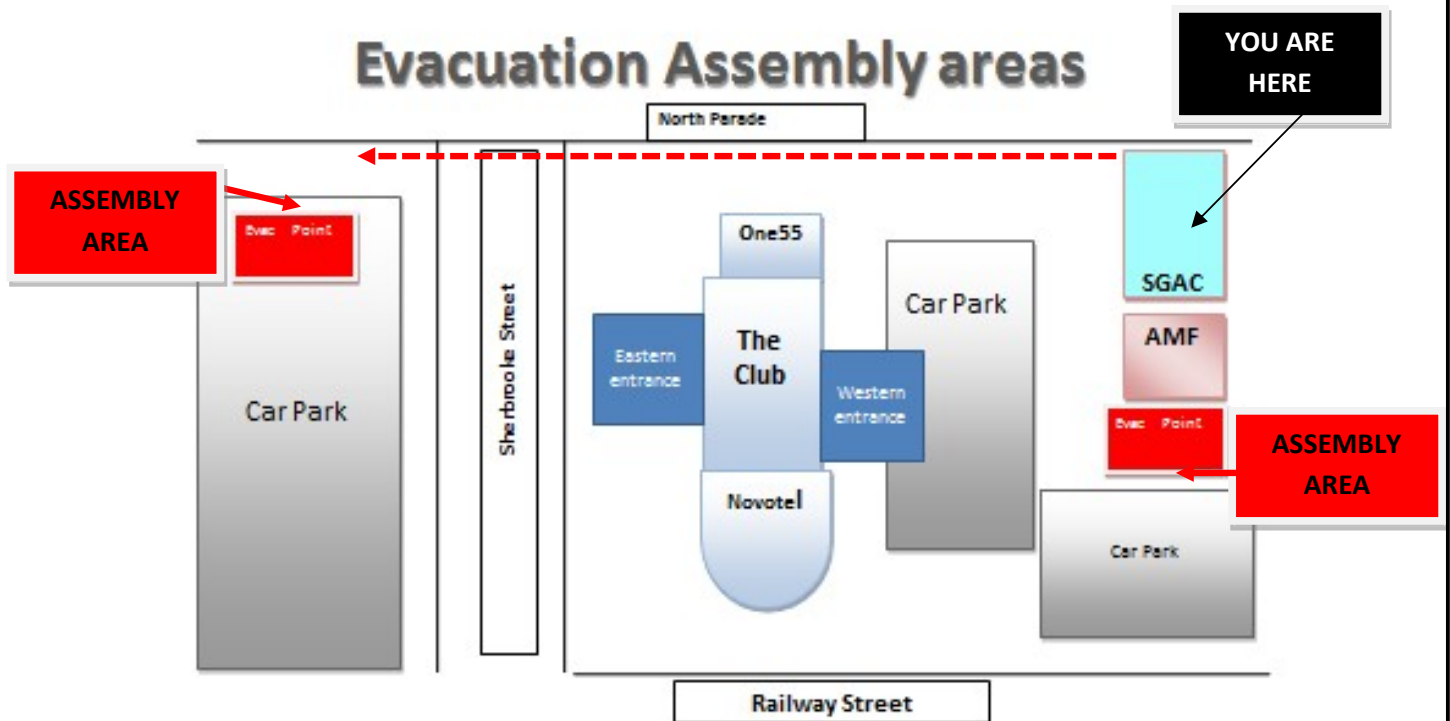 Evacuation Assembly areas
YOU ARE
HERE
North Parade
ASSEMBLY
AREA
Evac Point
Car Park
Sherbrooke Street
One55
The
Club
Eastern
entrance
Western
entrance
Novotel
Car Park
SGAC
AMF
Evac Point
ASSEMBLY
AREA
Car Park
Railway Street